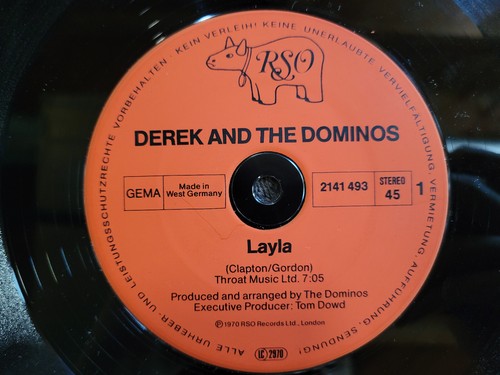 ALLE URHEBER- UND LEISTUNGSSCHUTZRECHTE VORBEHALTEN · KEIN VERLEIH! KEINE UNERLAUBTE VERVIELFÄLTIGUNG, VERMIETUNG, AUFFÜHRUNG, SENDUNG!
RSO
DEREK AND THE DOMINOS
GEMA
Made in
West Germany
2141 493
STEREO
45
1
Layla
(Clapton/Gordon)
Throat Music Ltd. 7:05
Produced and arranged by The Dominos
Executive Producer: Tom Dowd
℗ 1970 RSO Records Ltd., London
LC 2970